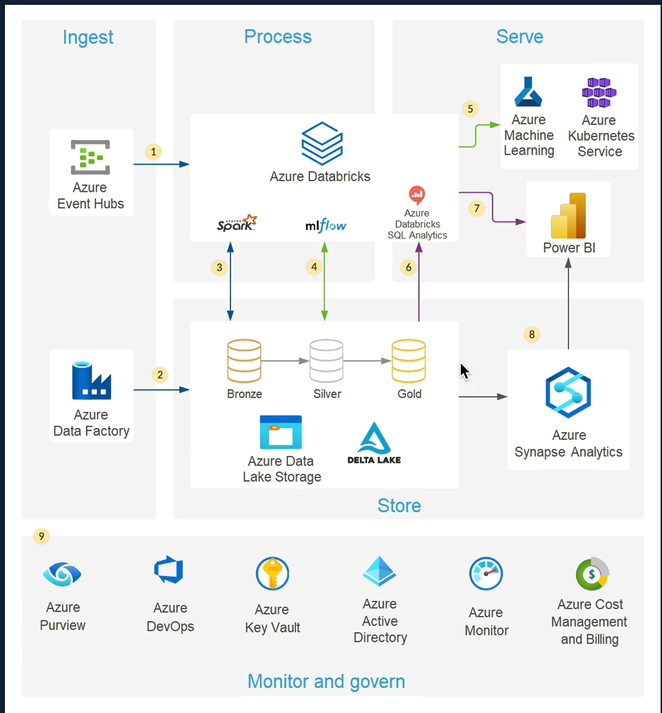 Ingest
Process
Serve
Azure
Event Hubs
1
Azure Databricks
APACHE
Spark
mlflow
Azure
Databricks
SQL Analytics
5
Azure
Machine
Learning
Azure
Kubernetes
Service
7
Power BI
3
4
6
8
2
Azure
Data Factory
Bronze
Silver
Gold
Azure Data
Lake Storage
DELTA LAKE
Azure
Synapse Analytics
Store
9
Azure
Purview
Azure
DevOps
Azure
Key Vault
Azure
Active
Directory
Azure
Monitor
$
Azure Cost
Management
and Billing
Monitor and govern